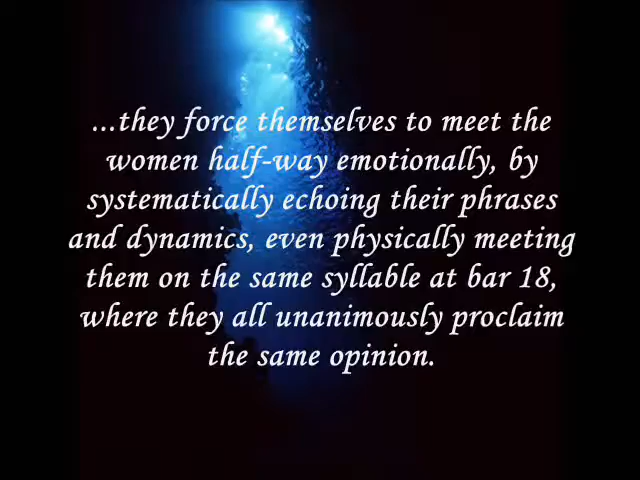 ...they force themselves to meet the
women half-way emotionally, by
systematically echoing their phrases
and dynamics, even physically meeting
them on the same syllable at bar 18,
where they all unanimously proclaim
the same opinion.